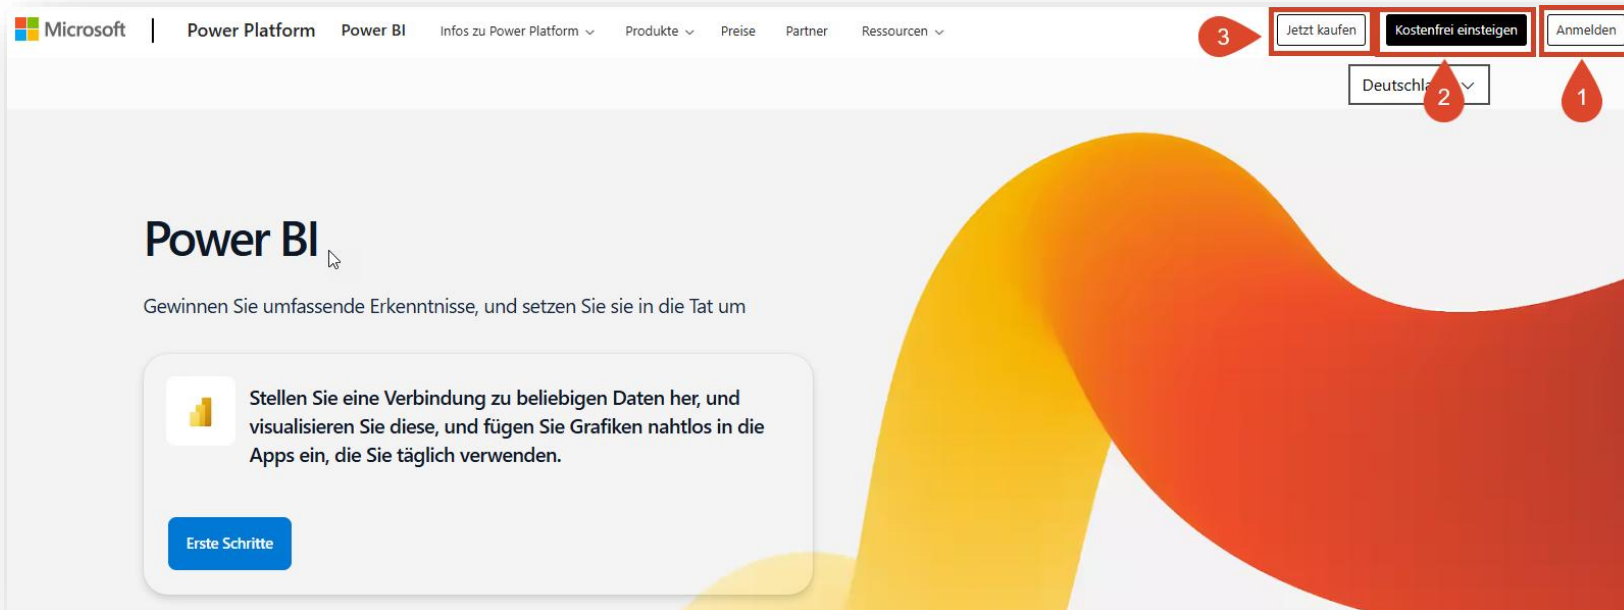 Microsoft
Power Platform
Power BI
Infos zu Power Platform
Produkte
Preise
Partner
Ressourcen
3
Jetzt kaufen
Kostenfrei einsteigen
Anmelden
2
1
Power BI
Gewinnen Sie umfassende Erkenntnisse, und setzen Sie sie in die Tat um
Stellen Sie eine Verbindung zu beliebigen Daten her, und
visualisieren Sie diese, und fügen Sie Grafiken nahtlos in die
Apps ein, die Sie täglich verwenden.
Erste Schritte